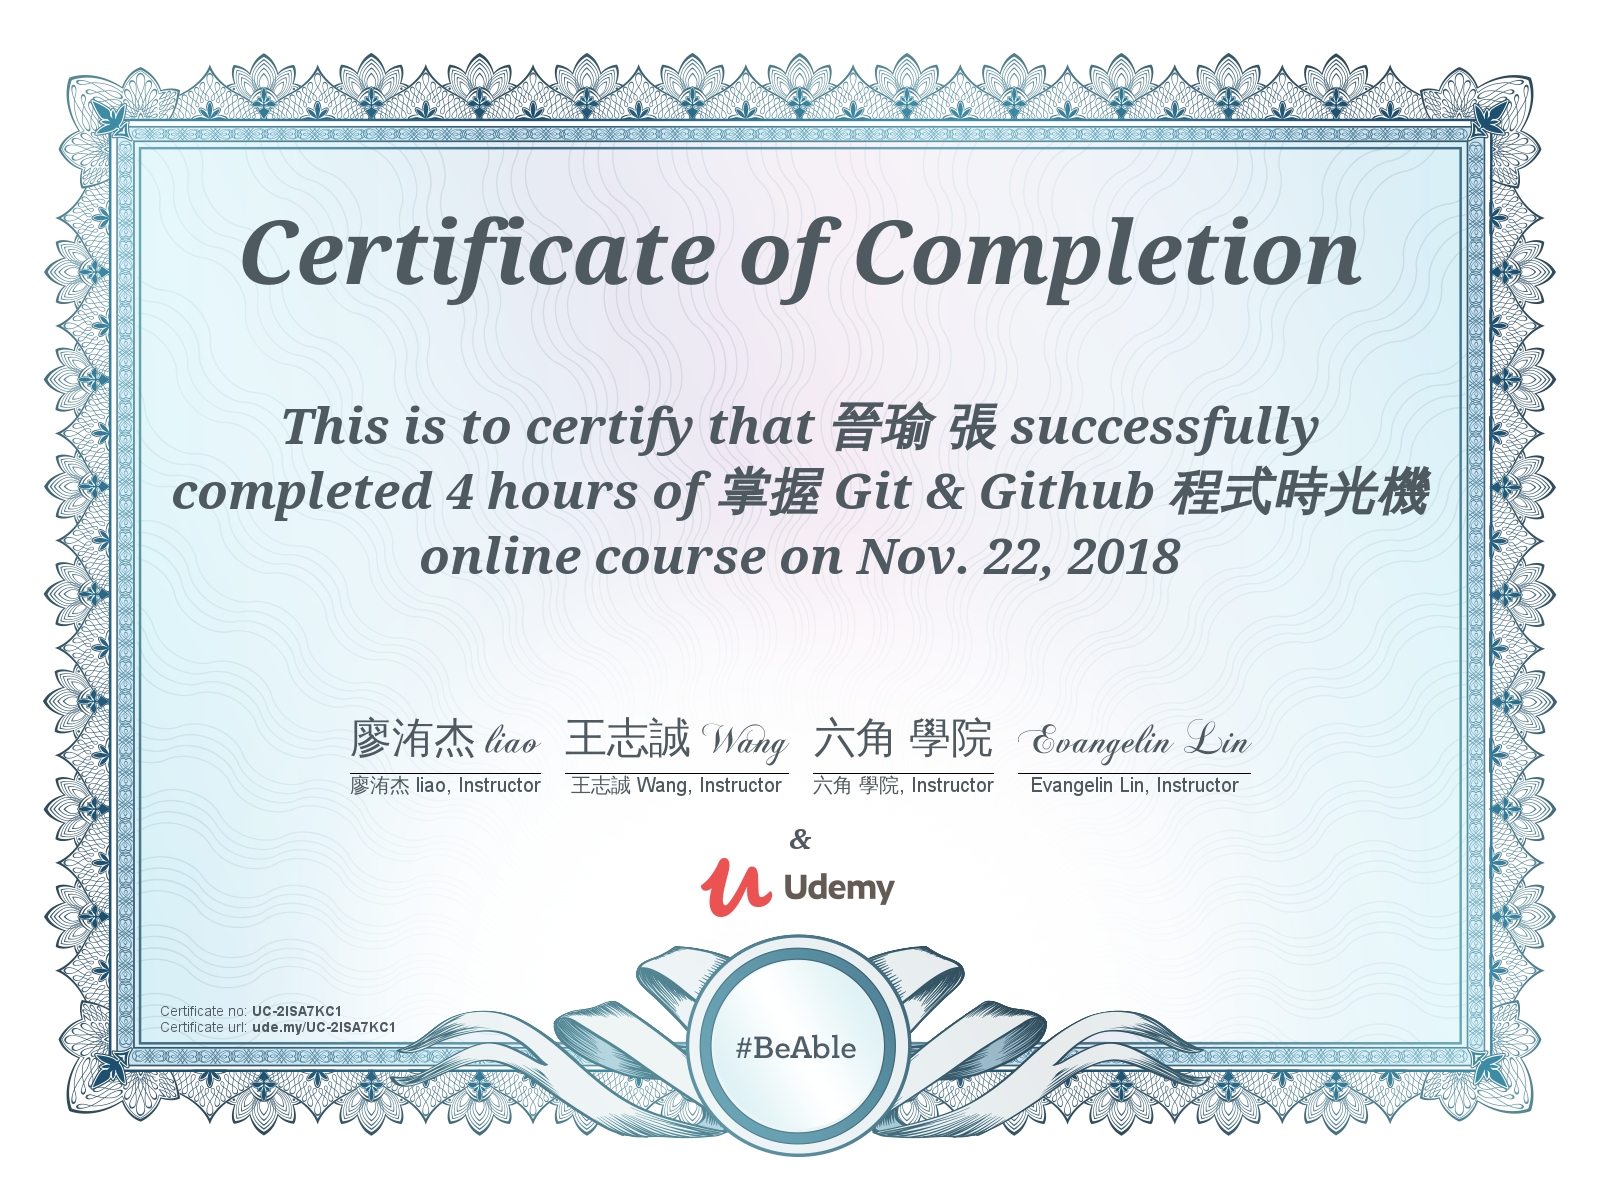 Certificate of Completion
This is to certify that 晉瑜 張 successfully
completed 4 hours of 掌握 Git & Github 程式時光機
online course on Nov. 22, 2018
廖洧杰 liao 王志誠 Wang 六角 學院 Evangelin Lin
廖洧杰 liao, Instructor 王志誠 Wang, Instructor 六角 學院, Instructor Evangelin Lin, Instructor
&
Udemy
Certificate no: UC-2ISA7KC1
Certificate url: ude.my/UC-2ISA7KC1
#BeAble